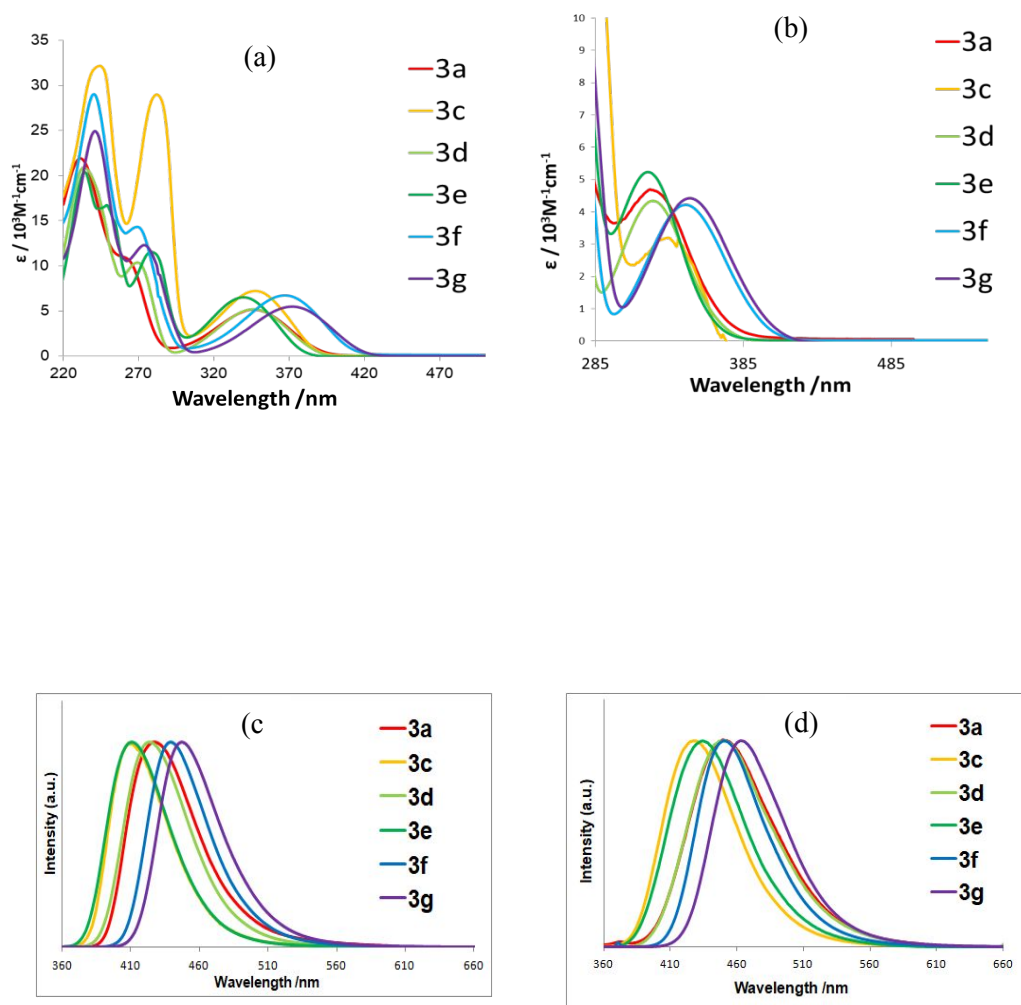 (a)
35
30
25
20
15
10
5
0
ε / 10³M⁻¹cm⁻¹
220 270 320 370 420 470
Wavelength /nm
3a
3c
3d
3e
3f
3g
(b)
10
9
8
7
6
5
4
3
2
1
0
ε / 10³M⁻¹cm⁻¹
285 385 485
Wavelength /nm
3a
3c
3d
3e
3f
3g
(c
Intensity (a.u.)
360 410 460 510 560 610 660
Wavelength /nm
3a
3c
3d
3e
3f
3g
(d)
Intensity (a.u.)
360 410 460 510 560 610 660
Wavelength /nm
3a
3c
3d
3e
3f
3g